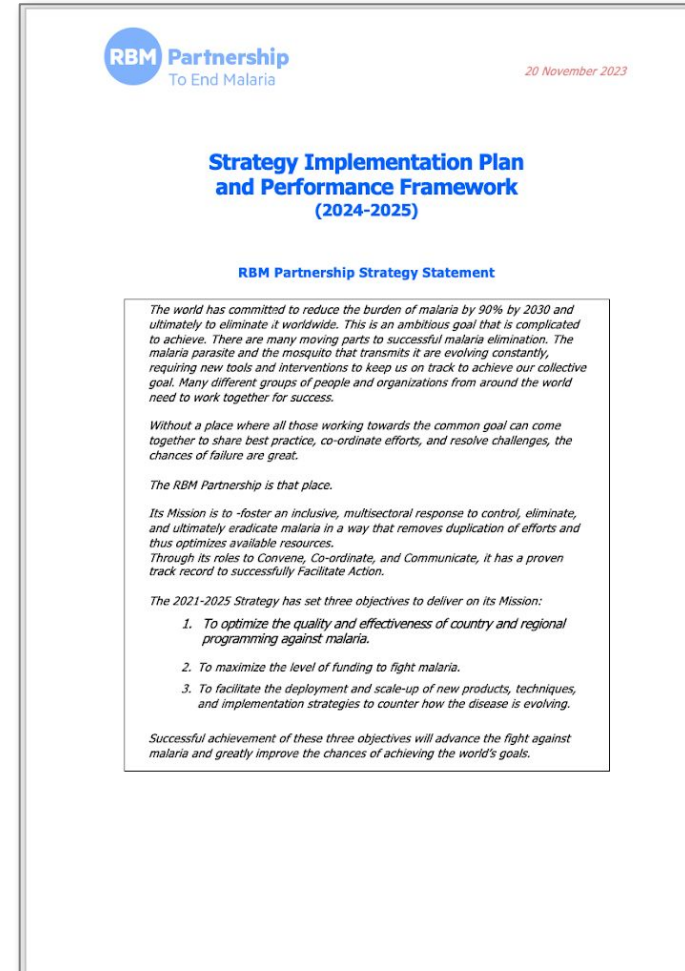 RBM Partnership
To End Malaria
20 November 2023
Strategy Implementation Plan
and Performance Framework
(2024-2025)
RBM Partnership Strategy Statement
The world has committed to reduce the burden of malaria by 90% by 2030 and
ultimately to eliminate it worldwide. This is an ambitious goal that is complicated
to achieve. There are many moving parts to successful malaria elimination. The
malaria parasite and the mosquito that transmits it are evolving constantly,
requiring new tools and interventions to keep us on track to achieve our collective
goal. Many different groups of people and organizations from around the world
need to work together for success.
Without a place where all those working towards the common goal can come
together to share best practice, co-ordinate efforts, and resolve challenges, the
chances of failure are great.
The RBM Partnership is that place.
Its Mission is to -foster an inclusive, multisectoral response to control, eliminate,
and ultimately eradicate malaria in a way that removes duplication of efforts and
thus optimizes available resources.
Through its roles to Convene, Co-ordinate, and Communicate, it has a proven
track record to successfully Facilitate Action.
The 2021-2025 Strategy has set three objectives to deliver on its Mission:
1. To optimize the quality and effectiveness of country and regional
programming against malaria.
2. To maximize the level of funding to fight malaria.
3. To facilitate the deployment and scale-up of new products, techniques,
and implementation strategies to counter how the disease is evolving.
Successful achievement of these three objectives will advance the fight against
malaria and greatly improve the chances of achieving the world's goals.